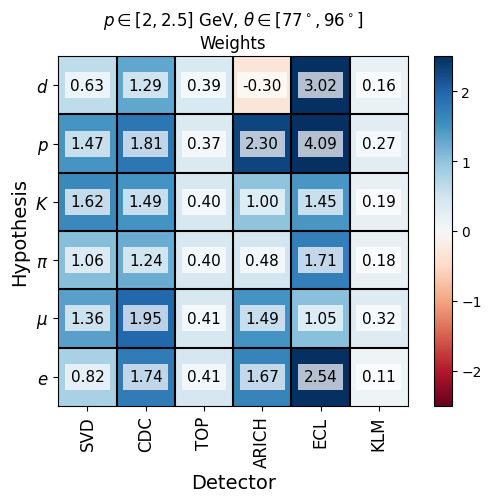 p ∈ [2, 2.5] GeV, θ ∈ [77°, 96°]
Weights
d 0.63 1.29 0.39 -0.30 3.02 0.16
p 1.47 1.81 0.37 2.30 4.09 0.27
K 1.62 1.49 0.40 1.00 1.45 0.19
π 1.06 1.24 0.40 0.48 1.71 0.18
μ 1.36 1.95 0.41 1.49 1.05 0.32
e 0.82 1.74 0.41 1.67 2.54 0.11
SVD CDC TOP ARICH ECL KLM
Detector
Hypothesis
2
1
0
−1
−2